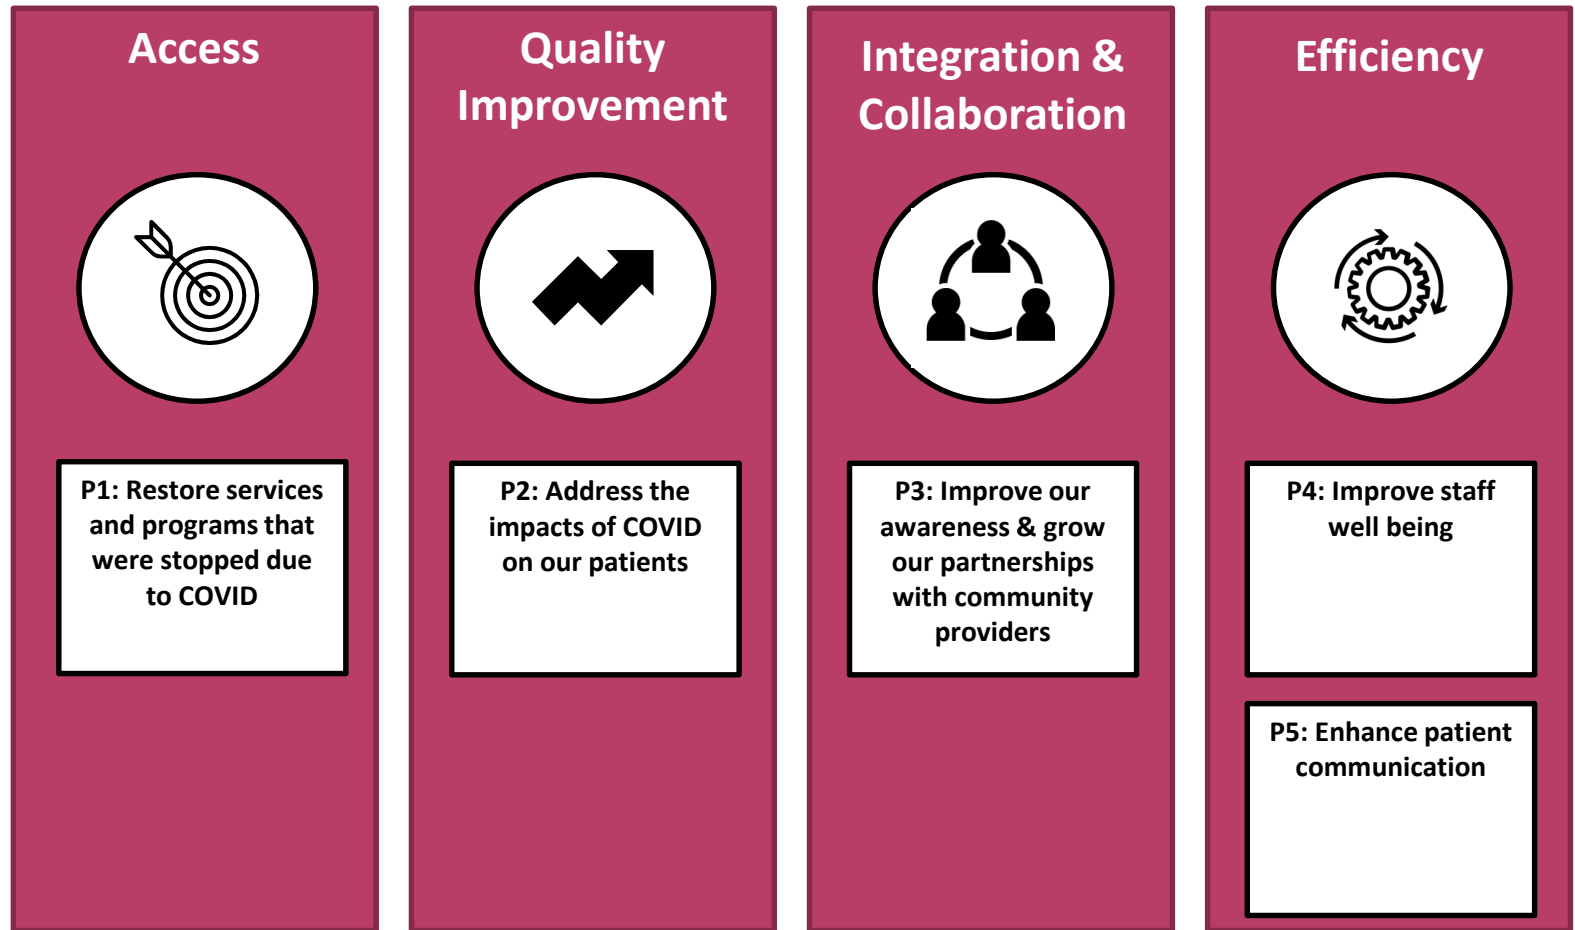 Access
P1: Restore services
and programs that
were stopped due
to COVID
Quality
Improvement
P2: Address the
impacts of COVID
on our patients
Integration &
Collaboration
P3: Improve our
awareness & grow
our partnerships
with community
providers
Efficiency
P4: Improve staff
well being
P5: Enhance patient
communication